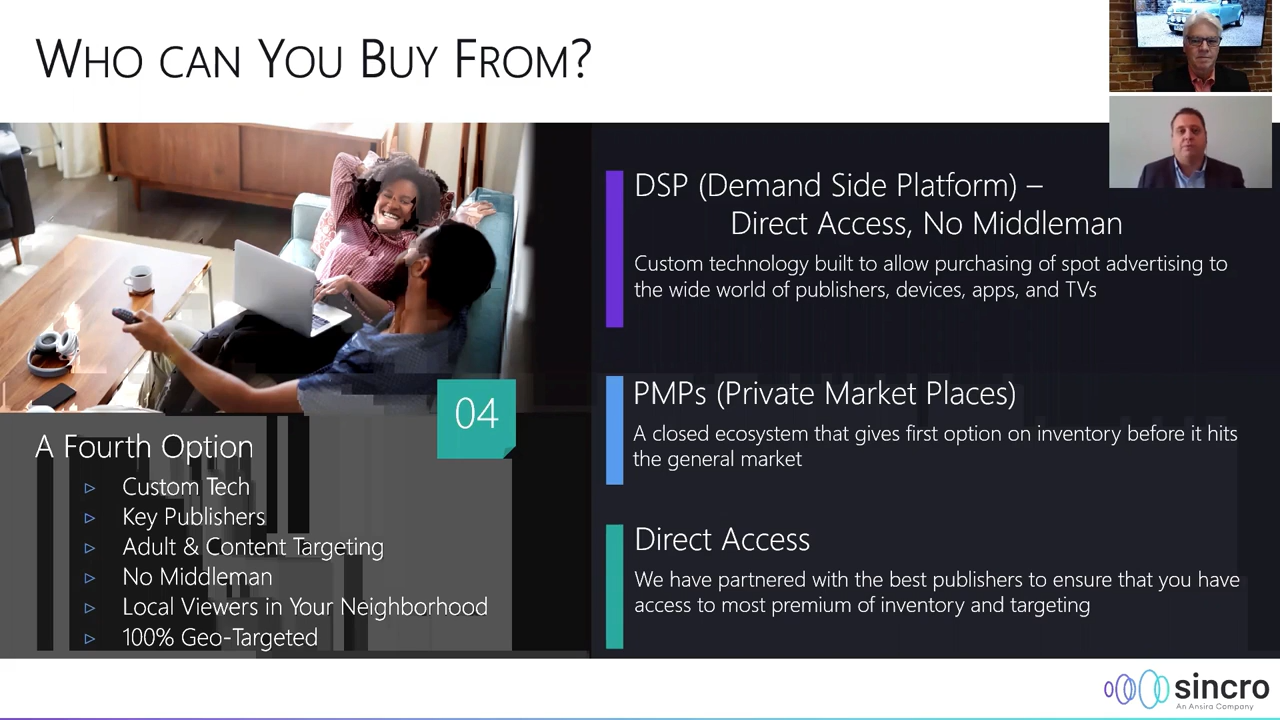 WHO CAN YOU BUY FROM?
04
A Fourth Option
Custom Tech
Key Publishers
Adult & Content Targeting
No Middleman
Local Viewers in Your Neighborhood
100% Geo-Targeted
DSP (Demand Side Platform) –
Direct Access, No Middleman
Custom technology built to allow purchasing of spot advertising to
the wide world of publishers, devices, apps, and TVs
PMPs (Private Market Places)
A closed ecosystem that gives first option on inventory before it hits
the general market
Direct Access
We have partnered with the best publishers to ensure that you have
access to most premium of inventory and targeting
sincro
An Ansira Company